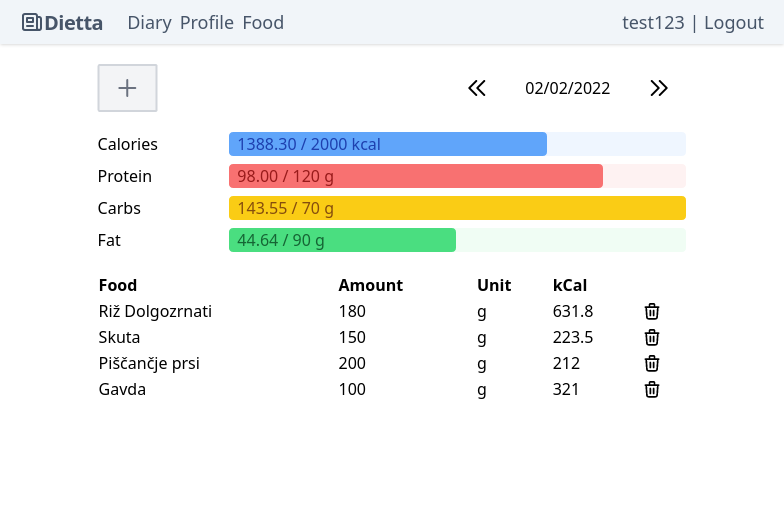 Dietta Diary Profile Food test123 | Logout
02/02/2022
Calories 1388.30 / 2000 kcal
Protein 98.00 / 120 g
Carbs 143.55 / 70 g
Fat 44.64 / 90 g
Food Amount Unit kCal
Riž Dolgozrnati 180 g 631.8
Skuta 150 g 223.5
Piščančje prsi 200 g 212
Gavda 100 g 321